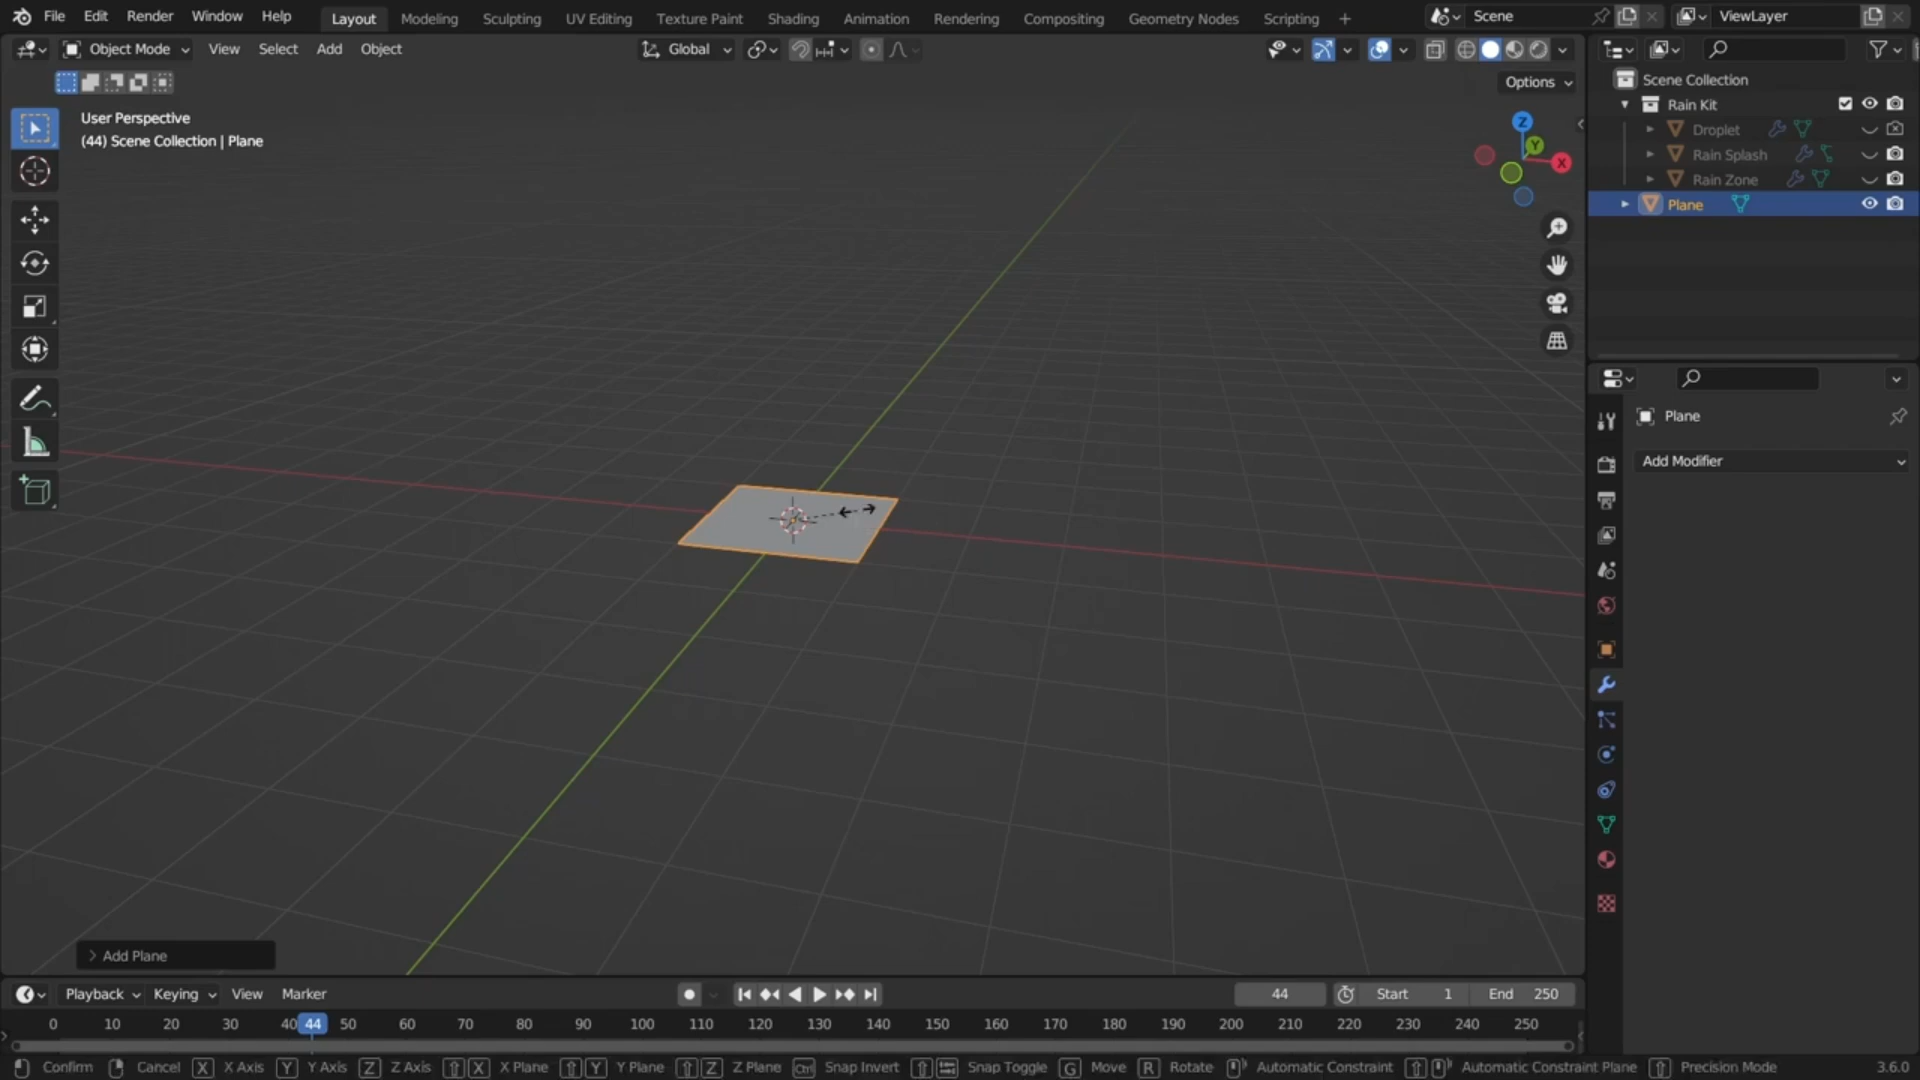 File Edit Render Window Help Layout Modeling Sculpting UV Editing Texture Paint Shading Animation Rendering Compositing Geometry Nodes Scripting + Scene ViewLayer
Object Mode View Select Add Object Global
Options
User Perspective
(44) Scene Collection | Plane
Z
Y
X
Scene Collection
Rain Kit
Droplet
Rain Splash
Rain Zone
Plane
Plane
Add Modifier
Add Plane
Playback Keying View Marker 44 Start 1 End 250
0 10 20 30 40 44 50 60 70 80 90 100 110 120 130 140 150 160 170 180 190 200 210 220 230 240 250
Confirm Cancel X X Axis Y Y Axis Z Z Axis X X Plane Y Y Plane Z Z Plane Ctrl Snap Invert Snap Toggle G Move R Rotate Automatic Constraint Automatic Constraint Plane Precision Mode 3.6.0